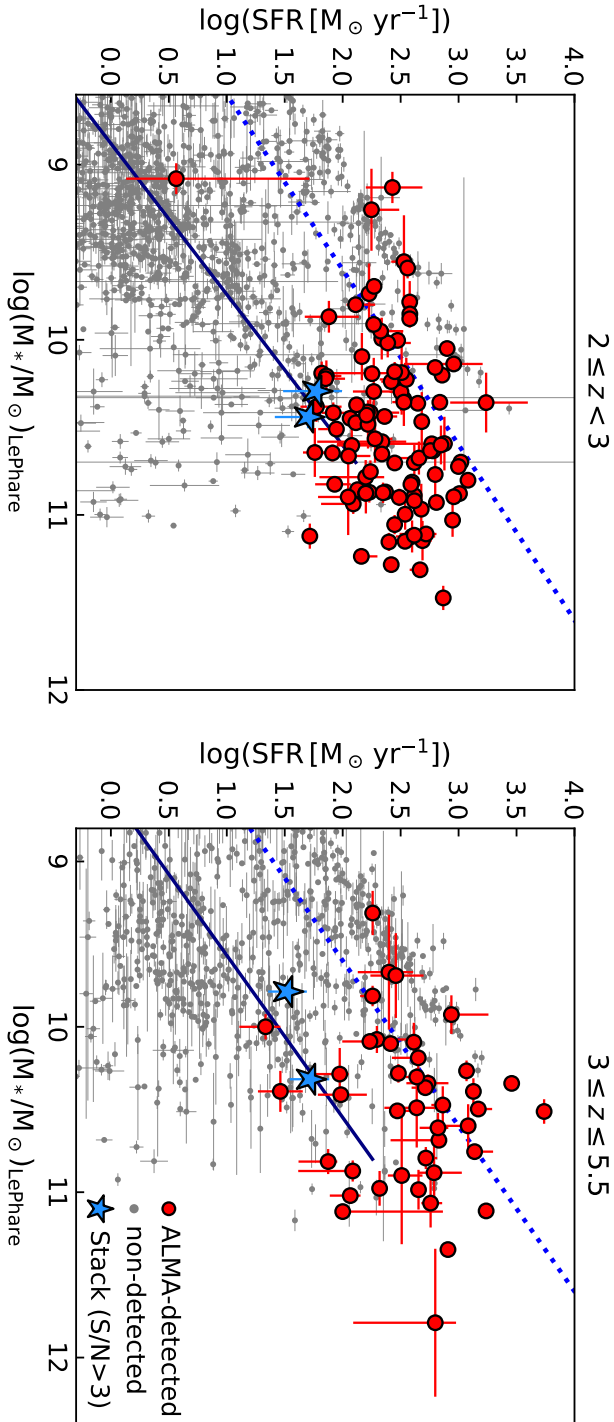 2 ≤ z < 3
log(SFR [M⊙ yr⁻¹])
4.0
3.5
3.0
2.5
2.0
1.5
1.0
0.5
0.0
9 10 11 12
log(M∗/M⊙)LePhare
3 ≤ z ≤ 5.5
log(SFR [M⊙ yr⁻¹])
4.0
3.5
3.0
2.5
2.0
1.5
1.0
0.5
0.0
9 10 11 12
log(M∗/M⊙)LePhare
ALMA-detected
non-detected
Stack (S/N>3)